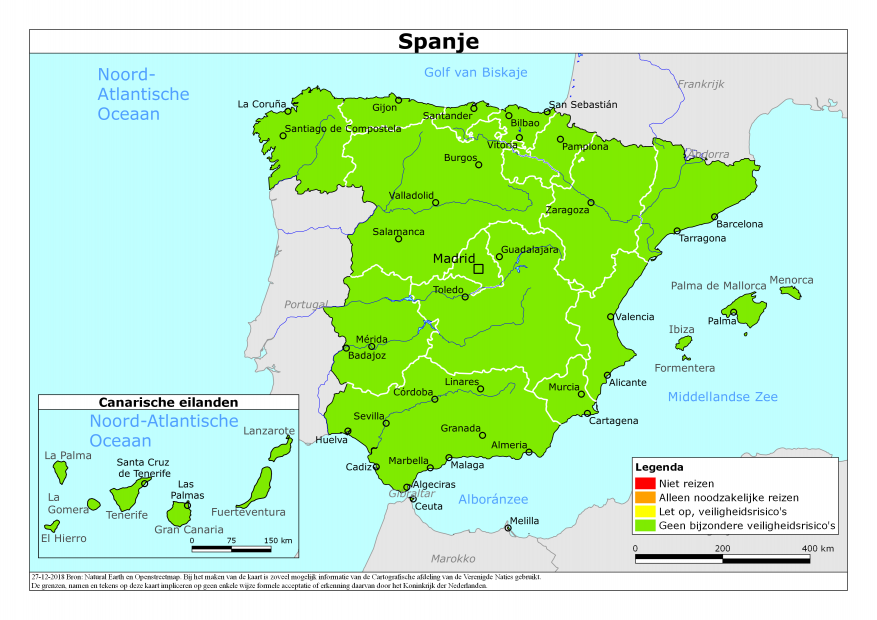 Spanje
Noord-
Atlantische
Oceaan
Golf van Biskaje
Frankrijk
La Coruña
Gijon
Santander
San Sebastián
Bilbao
Santiago de Compostela
Vitoria
Pamplona
Andorra
Burgos
Valladolid
Zaragoza
Barcelona
Salamanca
Tarragona
Guadalajara
Madrid
Palma de Mallorca
Menorca
Toledo
Portugal
Valencia
Palma
Ibiza
Mérida
Badajoz
Formentera
Linares
Alicante
Murcia
Córdoba
Middellandse Zee
Sevilla
Cartagena
Granada
Huelva
Almeria
Cadiz
Marbella
Malaga
Algeciras
Gibraltar
Ceuta
Alboránzee
Melilla
Marokko
Canarische eilanden
Noord-Atlantische
Oceaan
Lanzarote
La Palma
Santa Cruz
de Tenerife
Las
Palmas
La
Gomera
Tenerife
Fuerteventura
Gran Canaria
El Hierro
0 75 150 km
Legenda
Niet reizen
Alleen noodzakelijke reizen
Let op, veiligheidsrisico's
Geen bijzondere veiligheidsrisico's
0 200 400 km
27-12-2018 Bron: Natural Earth en Openstreetmap. Bij het maken van de kaart is zoveel mogelijk informatie van de Cartografische afdeling van de Verenigde Naties gebruikt.
De grenzen, namen en tekens op deze kaart impliceren op geen enkele wijze formele acceptatie of erkenning daarvan door het Koninkrijk der Nederlanden.